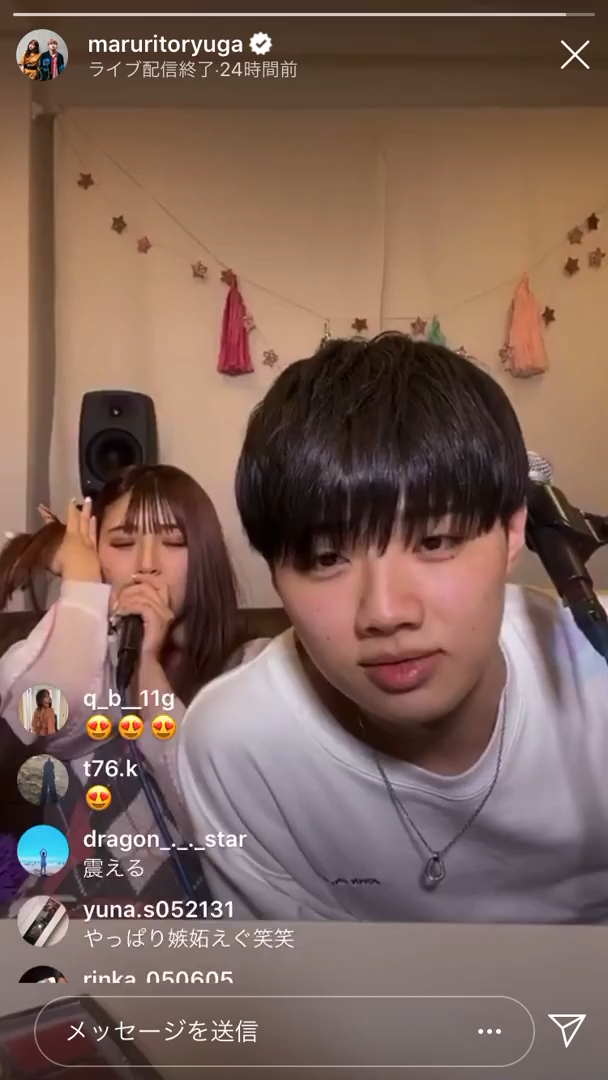 maruritoryuga
ライブ配信終了·24時間前
q_b__11g
😍😍😍
t76.k
😍
dragon_._._star
震える
yuna.s052131
やっぱり嫉妬えぐ笑笑
rinka_050605
メッセージを送信